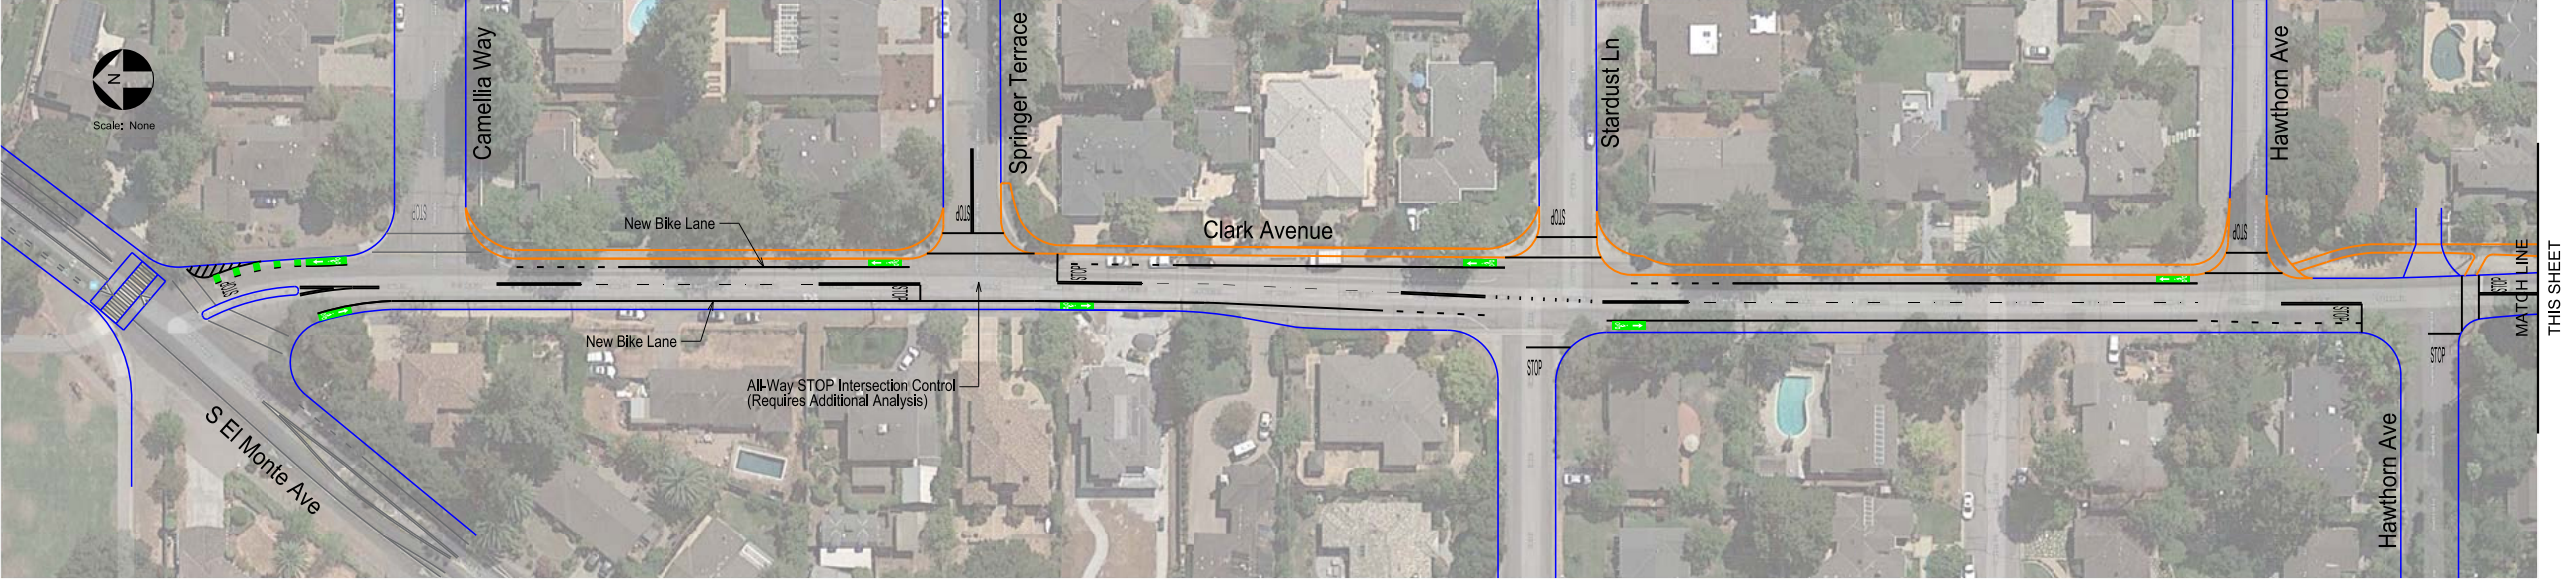 N
Scale: None
Camellia Way
Springer Terrace
Stardust Ln
Hawthorn Ave
STOP
STOP
STOP
STOP
New Bike Lane
Clark Avenue
STOP
STOP
STOP
STOP
STOP
New Bike Lane
All-Way STOP Intersection Control
(Requires Additional Analysis)
STOP
STOP
S El Monte Ave
Hawthorn Ave
MATCH LINE
THIS SHEET